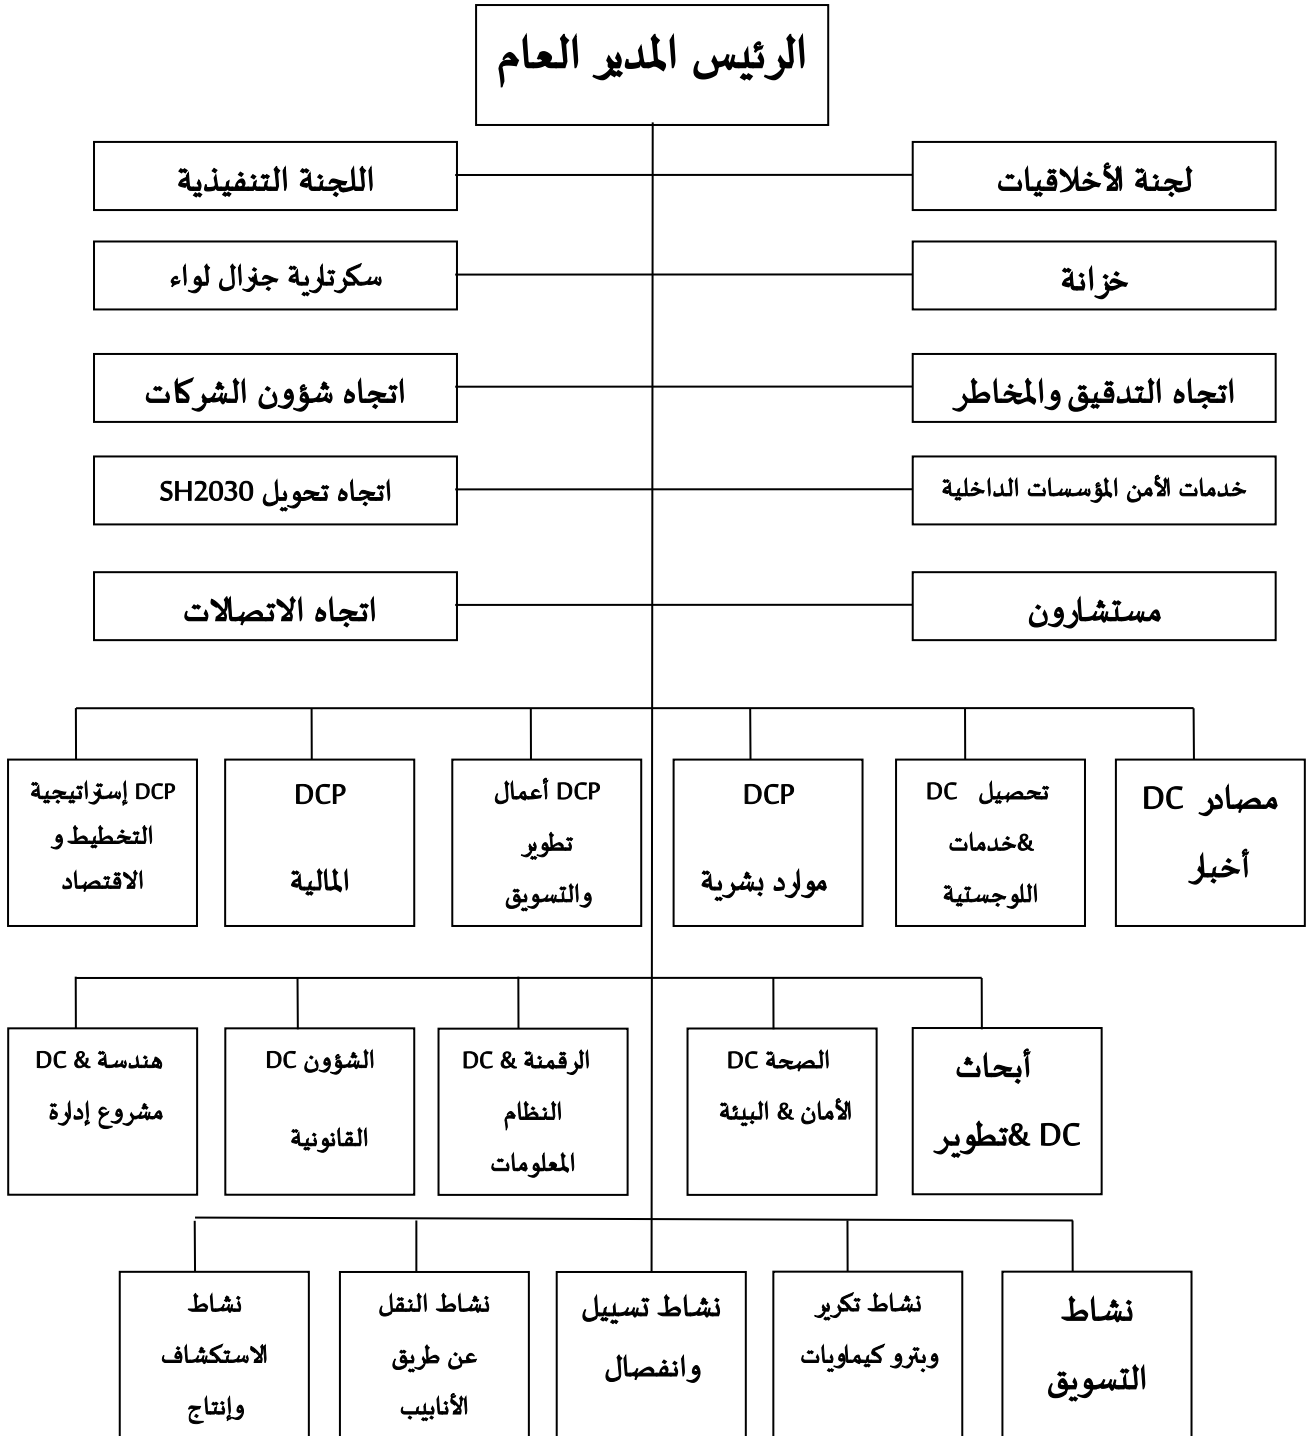 الرئيس المدير العام
لجنة الأخلاقيات
اللجنة التنفيذية
خزانة
سكرتارية جنرال لواء
اتجاه التدقيق والمخاطر
اتجاه شؤون الشركات
خدمات الأمن المؤسسات الداخلية
اتجاه تحويل SH2030
مستشارون
اتجاه الاتصالات
مصادر DC
أخبار
تحصيل DC
&خدمات
اللوجستية
DCP
موارد بشرية
DCP أعمال
تطوير
والتسويق
DCP
المالية
DCP إستراتيجية
التخطيط و
الاقتصاد
أبحاث
DC &تطوير
الصحة DC
الأمان & البيئة
الرقمنة & DC
النظام
المعلومات
الشؤون DC
القانونية
هندسة & DC
مشروع إدارة
نشاط
التسويق
نشاط تكرير
وبترو كيماويات
نشاط تسييل
وانفصال
نشاط النقل
عن طريق
الأنابيب
نشاط
الاستكشاف
وإنتاج